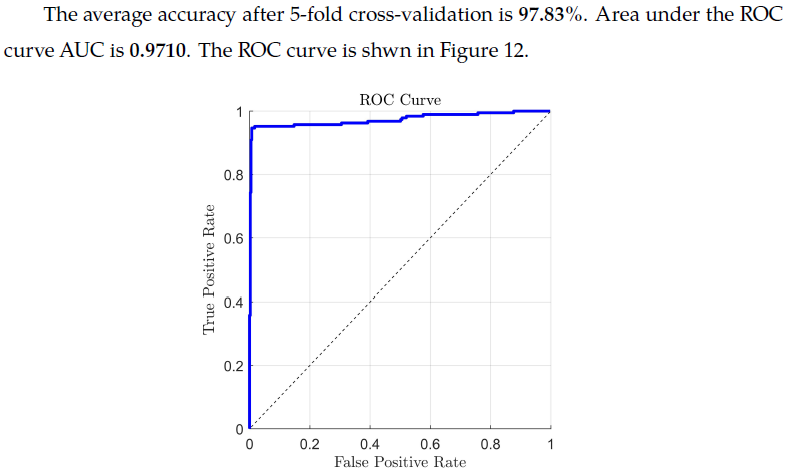 The average accuracy after 5-fold cross-validation is 97.83%. Area under the ROC
curve AUC is 0.9710. The ROC curve is shwn in Figure 12.
ROC Curve
1
0.8
0.6
0.4
0.2
0
True Positive Rate
0 0.2 0.4 0.6 0.8 1
False Positive Rate